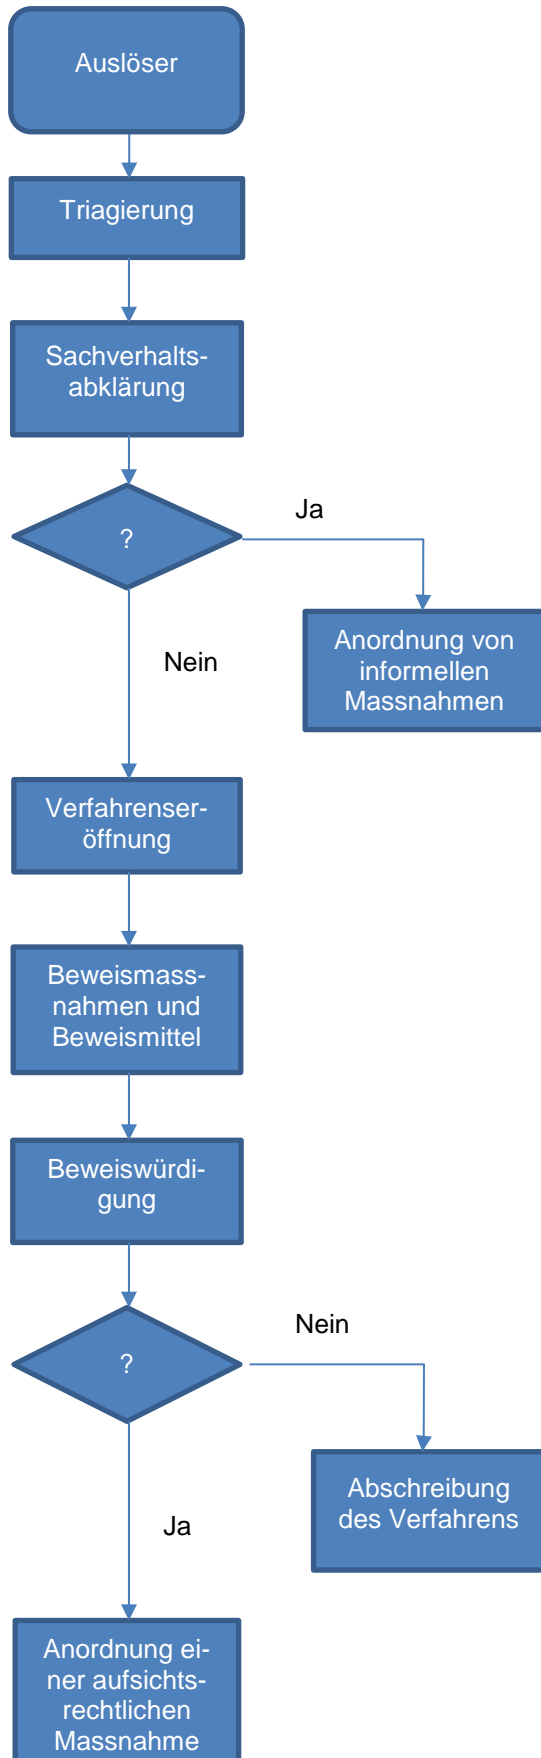 Auslöser
Triagierung
Sachverhalts-
abklärung
?
Ja
Anordnung von
informellen
Massnahmen
Nein
Verfahrenser-
öffnung
Beweismass-
nahmen und
Beweismittel
Beweiswürdi-
gung
?
Nein
Abschreibung
des Verfahrens
Ja
Anordnung ei-
ner aufsichts-
rechtlichen
Massnahme